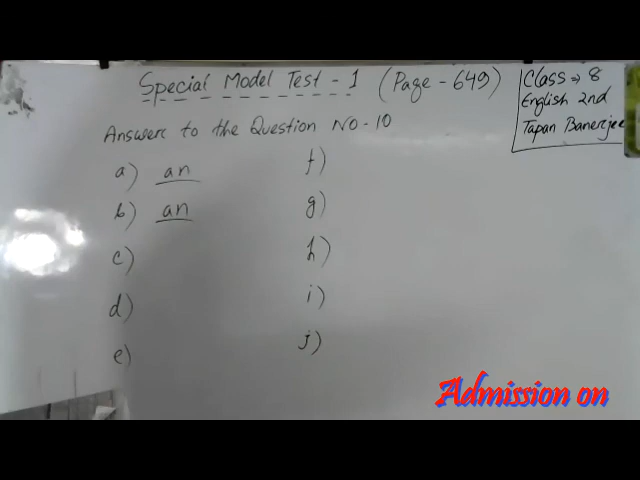 Special Model Test - 1 (Page - 649)
Class ⇒ 8
English 2nd
Tapan Banerjee
Answer to the Question No - 10
a) an
b) an
c)
d)
e)
f)
g)
h)
i)
j)
Admission on